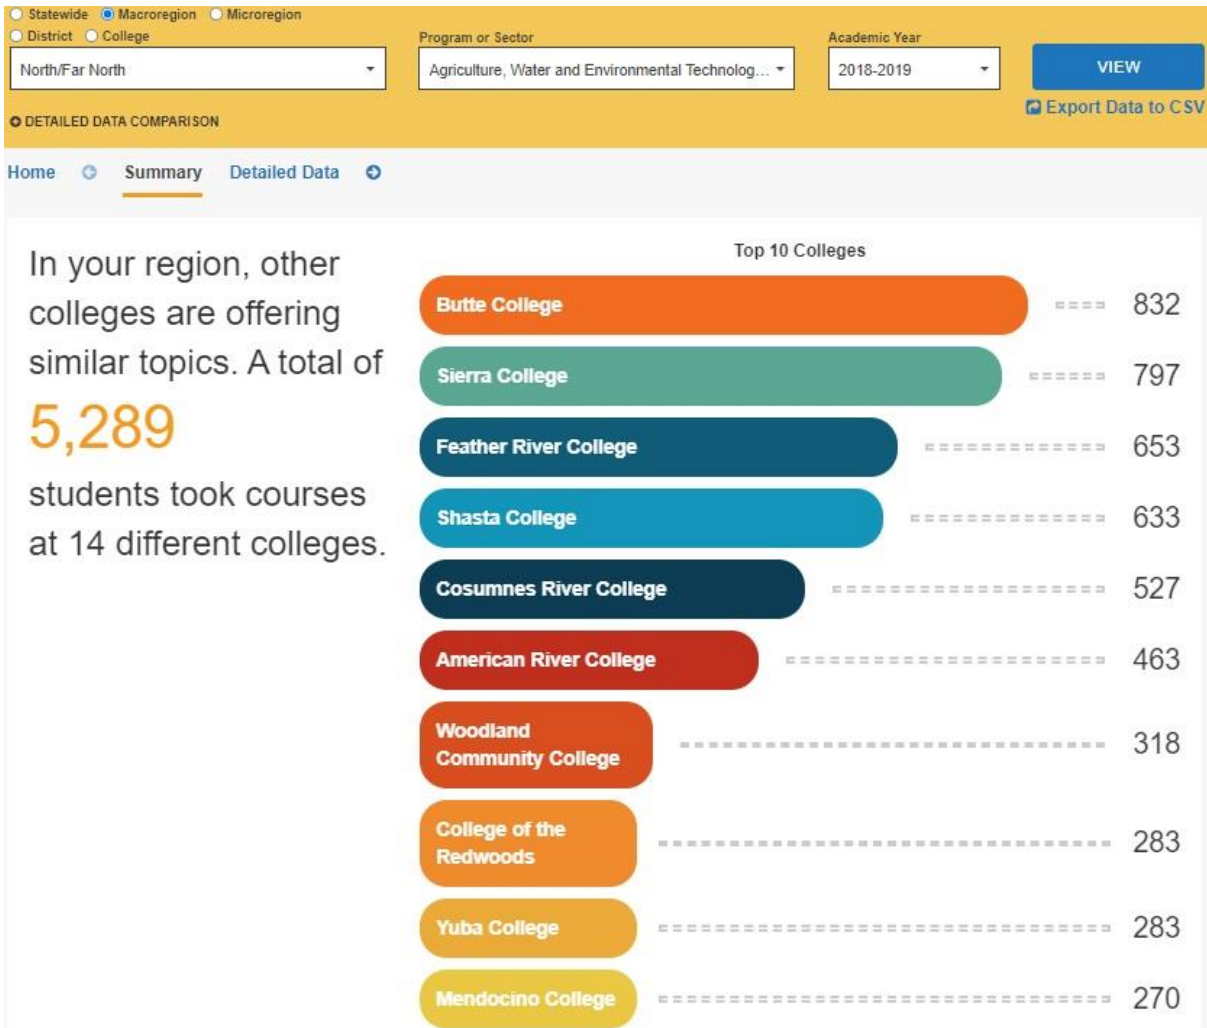 Statewide Macroregion Microregion
District College
Program or Sector
Academic Year
North/Far North
Agriculture, Water and Environmental Technolog...
2018-2019
VIEW
Export Data to CSV
DETAILED DATA COMPARISON
Home Summary Detailed Data
In your region, other
colleges are offering
similar topics. A total of
5,289
students took courses
at 14 different colleges.
Top 10 Colleges
Butte College 832
Sierra College 797
Feather River College 653
Shasta College 633
Cosumnes River College 527
American River College 463
Woodland
Community College 318
College of the
Redwoods 283
Yuba College 283
Mendocino College 270